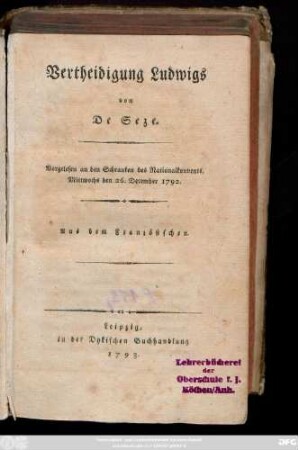 Vertheidigung Ludwigs
von
De Seze.
Vorgelesen an den Schranken des Nationalkonvents,
Mittwochs den 26. December 1792.
Aus dem Französischen.
Leipzig,
in der Dykischen Buchhandlung
1793.
Lehrerbücherei
der
Oberschule f. J.
Köthen/Anh.